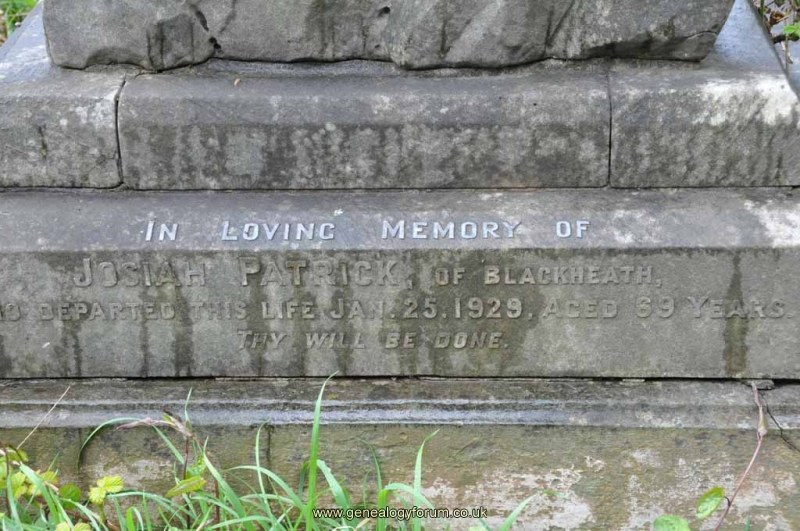 In Loving Memory of
Josiah Patrick, of Blackheath,
who departed this life Jan. 25. 1929, aged 69 years.
Thy will be done.
www.genealogyforum.co.uk